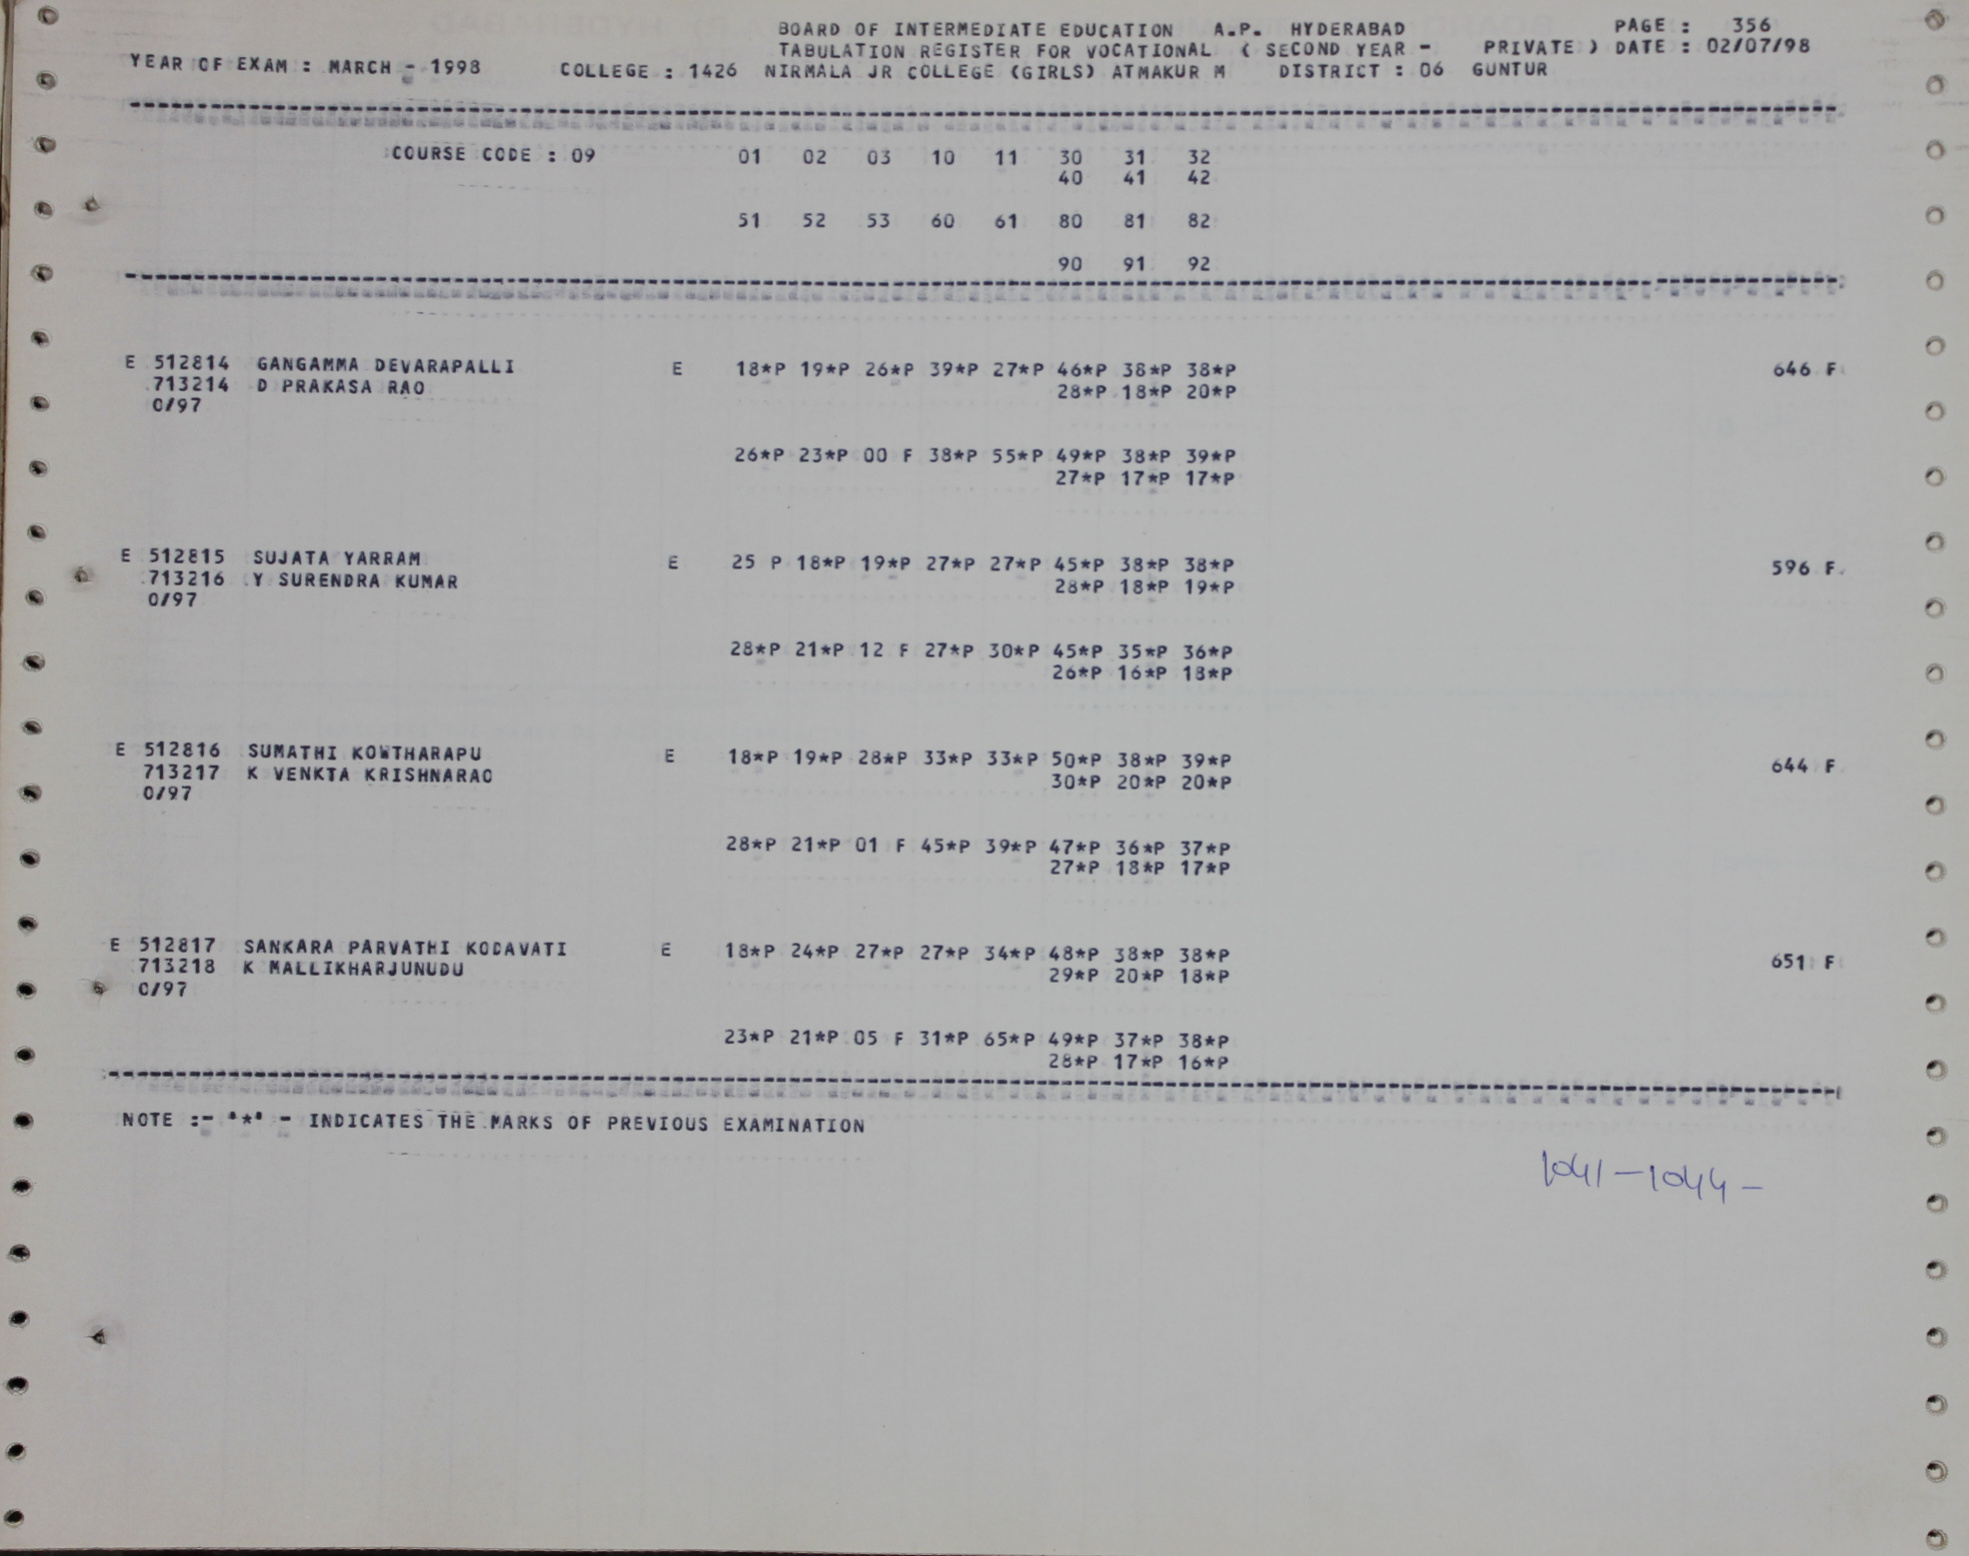 BOARD OF INTERMEDIATE EDUCATION A.P. HYDERABAD PAGE : 356
TABULATION REGISTER FOR VOCATIONAL ( SECOND YEAR - PRIVATE ) DATE : 02/07/98
YEAR OF EXAM : MARCH - 1998 COLLEGE : 1426 NIRMALA JR COLLEGE (GIRLS) ATMAKUR M DISTRICT : 06 GUNTUR
COURSE CODE : 09 01 02 03 10 11 30 31 32
40 41 42
51 52 53 60 61 80 81 82
90 91 92
E 512814 GANGAMMA DEVARAPALLI E 18*P 19*P 26*P 39*P 27*P 46*P 38*P 38*P 646 F
713214 D PRAKASA RAO 28*P 18*P 20*P
0/97
26*P 23*P 00 F 38*P 55*P 49*P 38*P 39*P
27*P 17*P 17*P
E 512815 SUJATA YARRAM E 25 P 18*P 19*P 27*P 27*P 45*P 38*P 38*P 596 F
713216 Y SURENDRA KUMAR 28*P 18*P 19*P
0/97
28*P 21*P 12 F 27*P 30*P 45*P 35*P 36*P
26*P 16*P 18*P
E 512816 SUMATHI KOWTHARAPU E 18*P 19*P 28*P 33*P 33*P 50*P 38*P 39*P 644 F
713217 K VENKTA KRISHNARAO 30*P 20*P 20*P
0/97
28*P 21*P 01 F 45*P 39*P 47*P 36*P 37*P
27*P 18*P 17*P
E 512817 SANKARA PARVATHI KODAVATI E 18*P 24*P 27*P 27*P 34*P 48*P 38*P 38*P 651 F
713218 K MALLIKHARJUNUDU 29*P 20*P 18*P
0/97
23*P 21*P 05 F 31*P 65*P 49*P 37*P 38*P
28*P 17*P 16*P
NOTE :- '*' - INDICATES THE MARKS OF PREVIOUS EXAMINATION
1041 - 1044 -